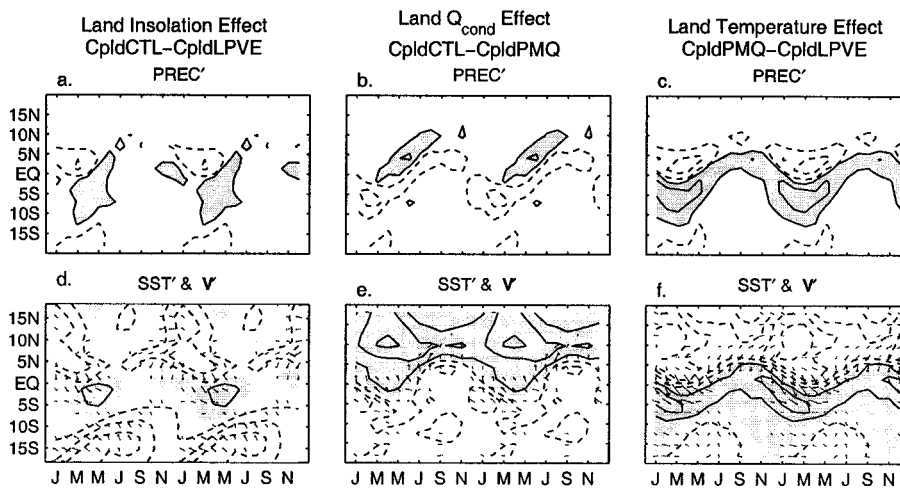 Land Insolation Effect
CpldCTL-CpldLPVE
Land Qcond Effect
CpldCTL-CpldPMQ
Land Temperature Effect
CpldPMQ-CpldLPVE
a. PREC′
b. PREC′
c. PREC′
15N
10N
5N
EQ
5S
10S
15S
d. SST′ & V′
e. SST′ & V′
f. SST′ & V′
15N
10N
5N
EQ
5S
10S
15S
J M M J S N J M M J S N
J M M J S N J M M J S N
J M M J S N J M M J S N